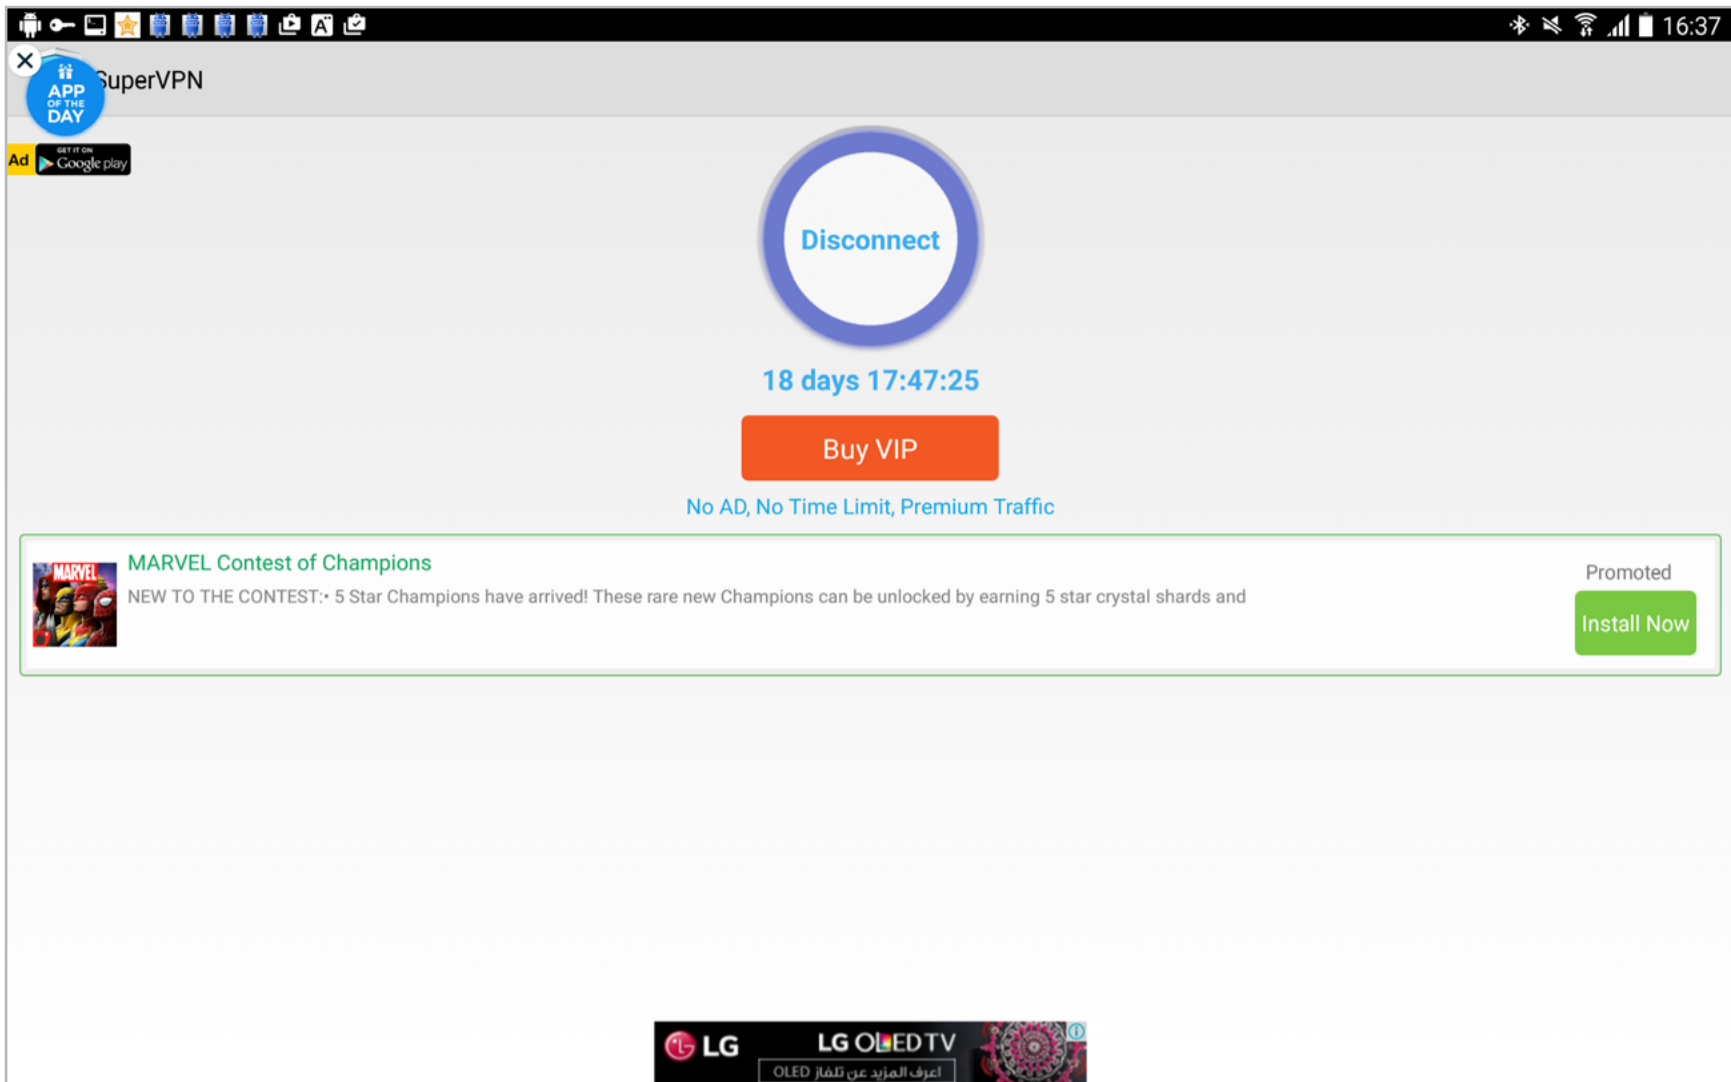 16:37
SuperVPN
APP
OF THE
DAY
Ad
GET IT ON
Google play
Disconnect
18 days 17:47:25
Buy VIP
No AD, No Time Limit, Premium Traffic
MARVEL
MARVEL Contest of Champions
NEW TO THE CONTEST:• 5 Star Champions have arrived! These rare new Champions can be unlocked by earning 5 star crystal shards and
Promoted
Install Now
LG
LG OLED TV
اعرف المزيد عن تلفاز OLED